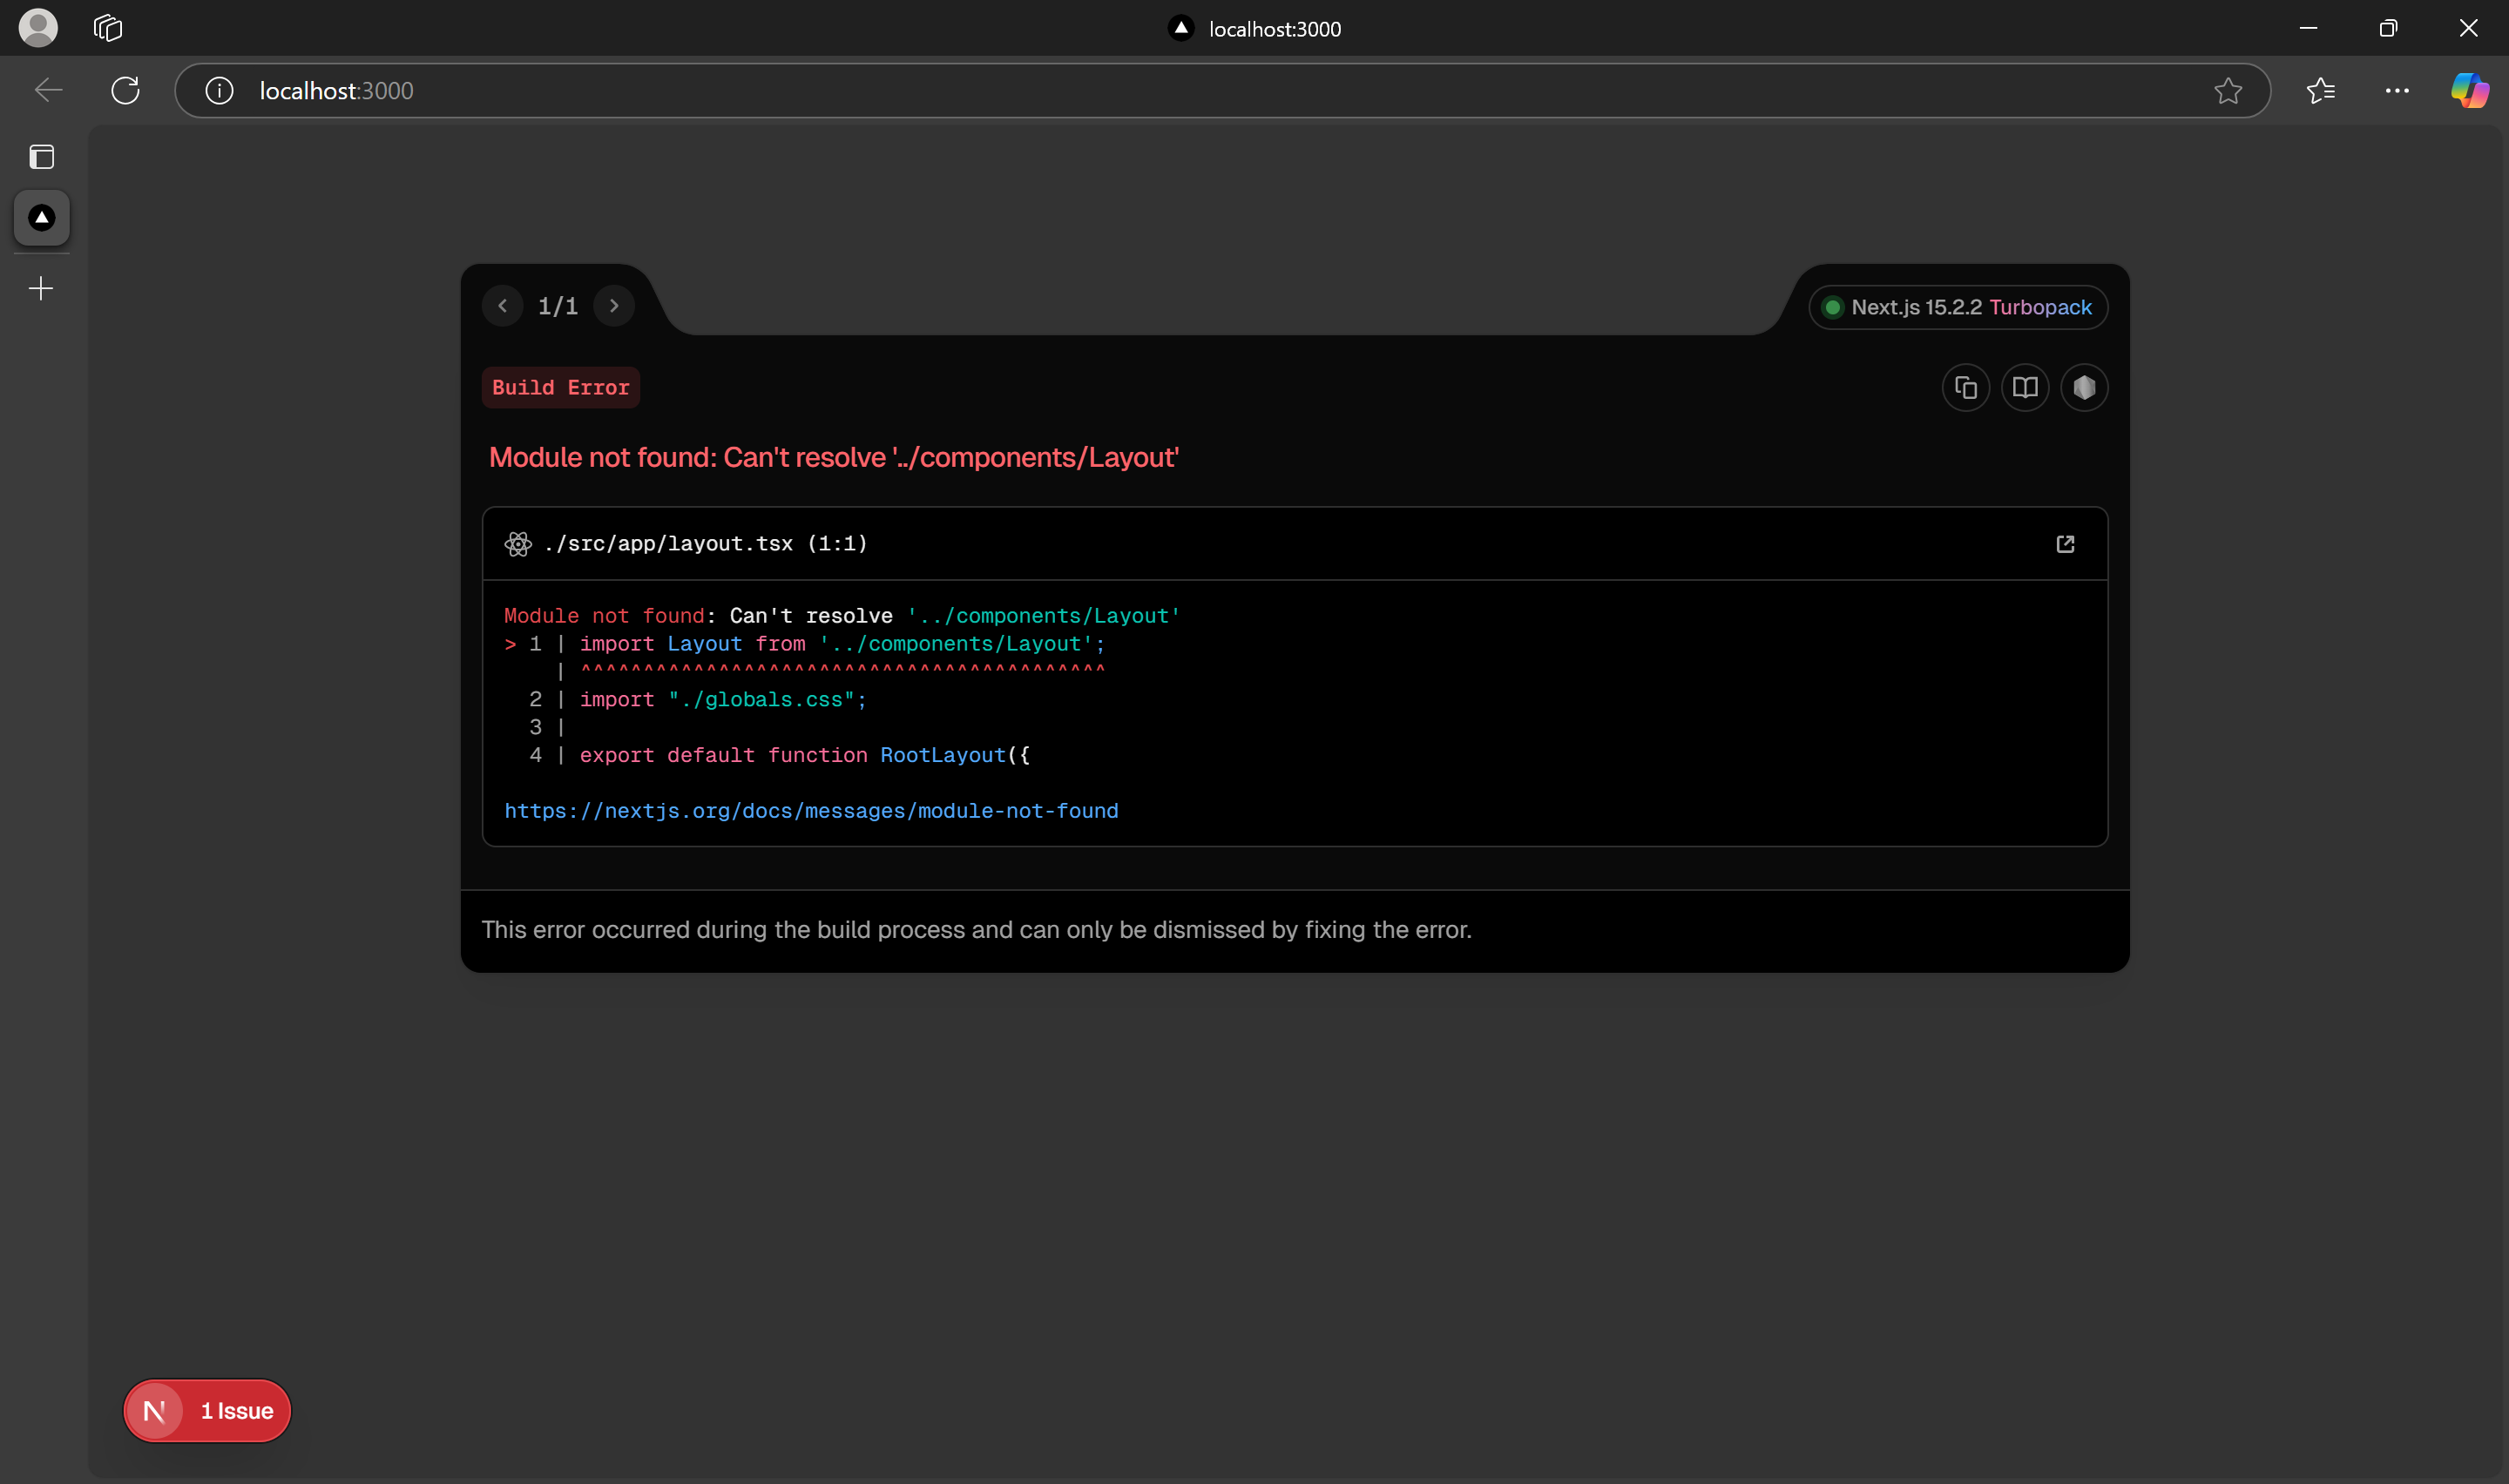 localhost:3000
localhost:3000
1/1
Next.js 15.2.2 Turbopack
Build Error
Module not found: Can't resolve '../components/Layout'
./src/app/layout.tsx (1:1)
Module not found: Can't resolve '../components/Layout'
> 1 | import Layout from '../components/Layout';
    | ^^^^^^^^^^^^^^^^^^^^^^^^^^^^^^^^^^^^^^^^^^
  2 | import "./globals.css";
  3 |
  4 | export default function RootLayout({
https://nextjs.org/docs/messages/module-not-found
This error occurred during the build process and can only be dismissed by fixing the error.
N 1 Issue